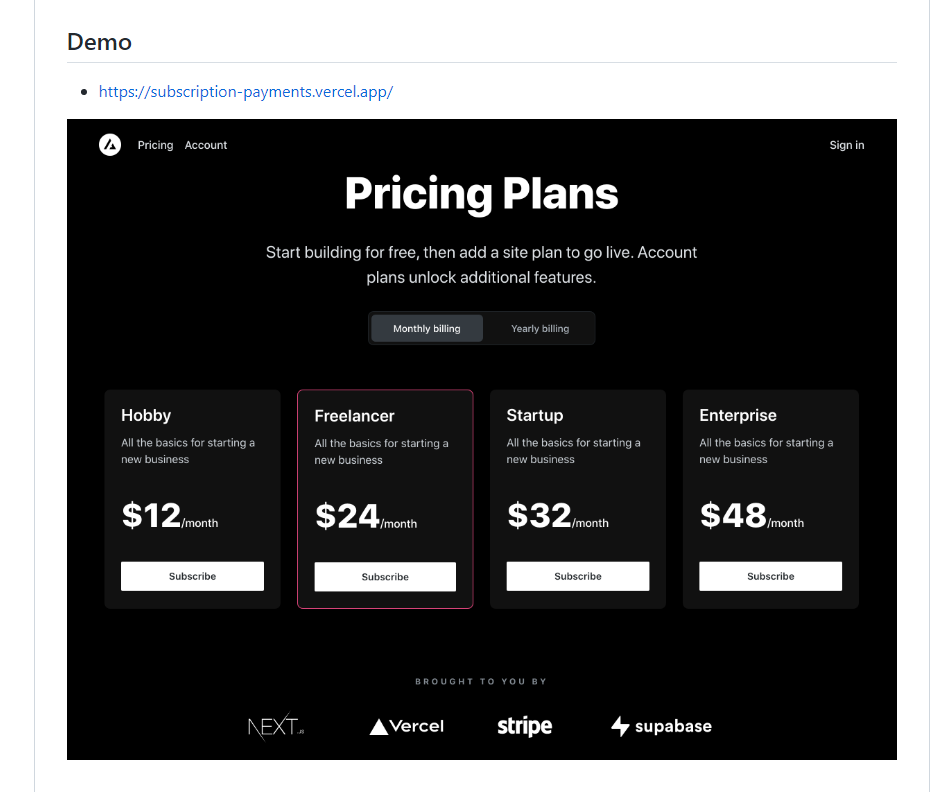 Demo
https://subscription-payments.vercel.app/
Pricing Account Sign in
Pricing Plans
Start building for free, then add a site plan to go live. Account
plans unlock additional features.
Monthly billing Yearly billing
Hobby
All the basics for starting a
new business
$12/month
Subscribe
Freelancer
All the basics for starting a
new business
$24/month
Subscribe
Startup
All the basics for starting a
new business
$32/month
Subscribe
Enterprise
All the basics for starting a
new business
$48/month
Subscribe
BROUGHT TO YOU BY
NEXT.JS Vercel stripe supabase